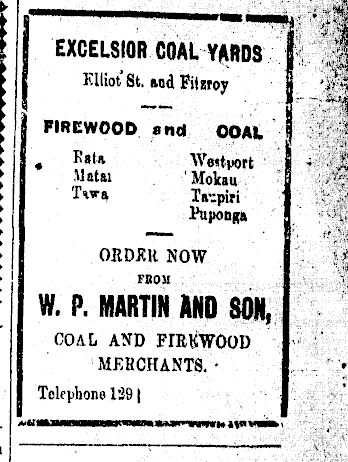 EXCELSIOR COAL YARDS
Elliot St. and Fitzroy
FIREWOOD and COAL
Rata Westport
Matai Mokau
Tawa Taupiri
Puponga
ORDER NOW
FROM
W. P. MARTIN AND SON,
COAL AND FIREWOOD
MERCHANTS.
Telephone 129